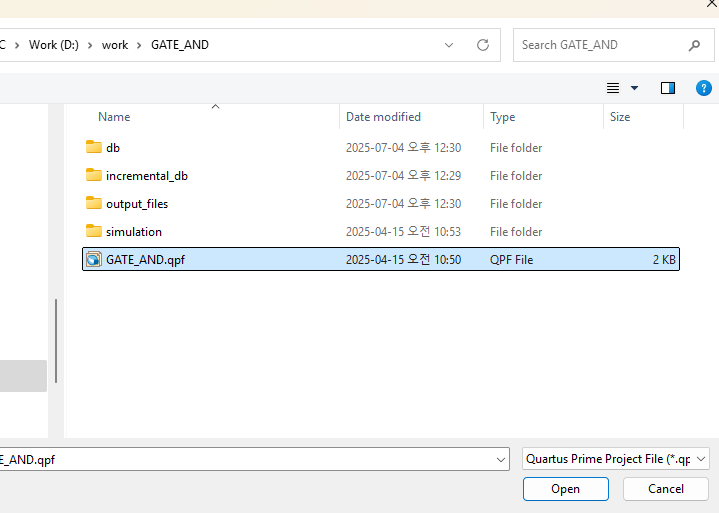 C > Work (D:) > work > GATE_AND
Search GATE_AND
Name Date modified Type Size
db 2025-07-04 오후 12:30 File folder
incremental_db 2025-07-04 오후 12:29 File folder
output_files 2025-07-04 오후 12:30 File folder
simulation 2025-04-15 오전 10:53 File folder
GATE_AND.qpf 2025-04-15 오전 10:50 QPF File 2 KB
E_AND.qpf
Quartus Prime Project File (*.qp
Open Cancel